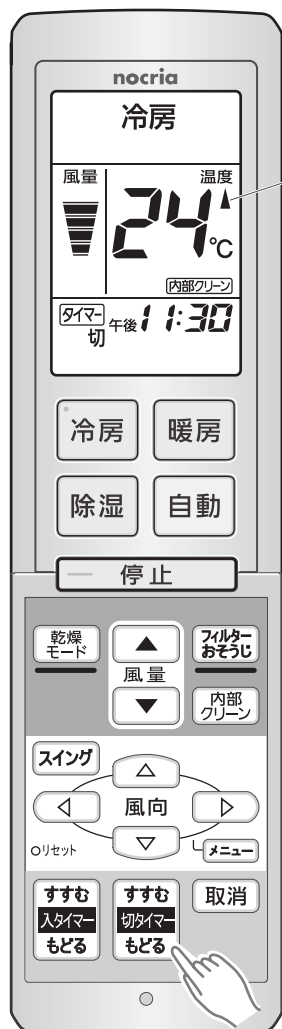 nocria
冷房
風量
温度
24℃
内部クリーン
タイマー
切
午後11:30
冷房
暖房
除湿
自動
停止
乾燥
モード
風量
フィルター
おそうじ
内部
クリーン
スイング
風向
リセット
メニュー
すすむ
入タイマー
もどる
すすむ
切タイマー
もどる
取消